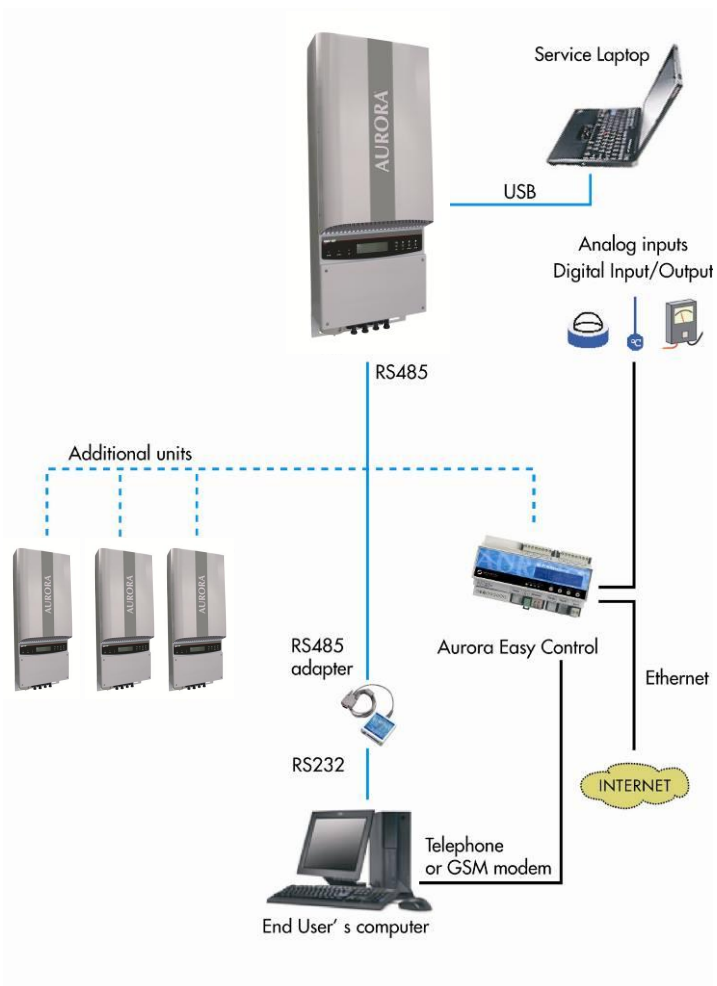 Service Laptop
AURORA
USB
Analog inputs
Digital Input/Output
°C
RS485
Additional units
AURORA
AURORA
AURORA
RS485
adapter
Aurora Easy Control
Ethernet
RS232
INTERNET
Telephone
or GSM modem
End User' s computer